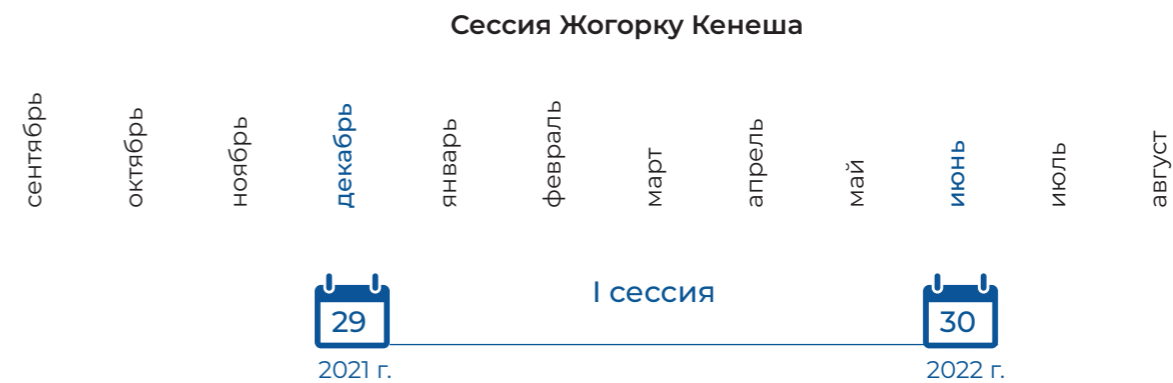 Сессия Жогорку Кенеша
сентябрь
октябрь
ноябрь
декабрь
январь
февраль
март
апрель
май
июнь
июль
август
I сессия
29
30
2021 г.
2022 г.